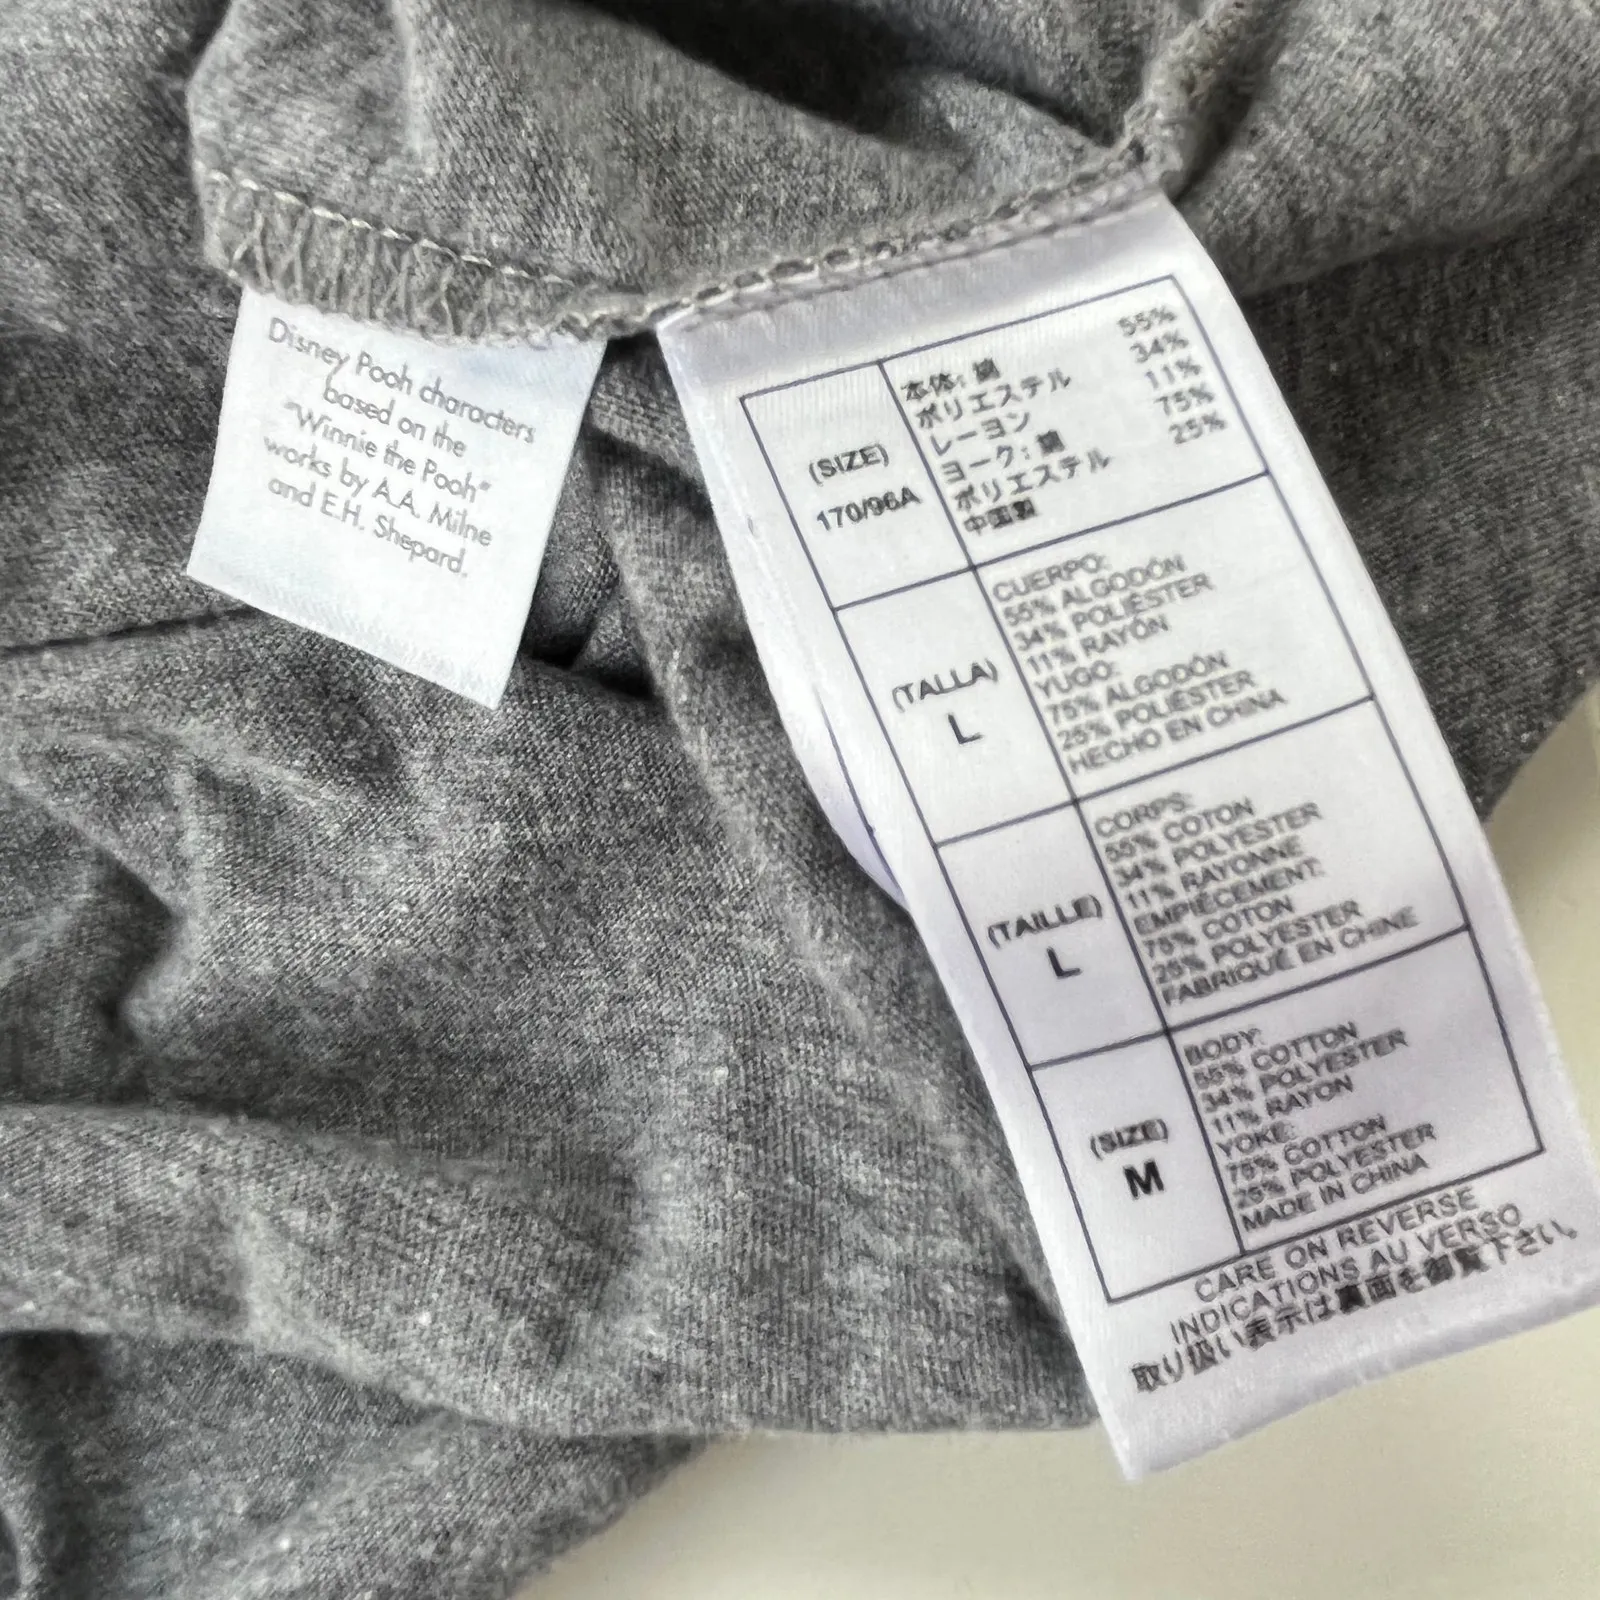 Disney Pooh characters
based on the
"Winnie the Pooh"
works by A.A. Milne
and E.H. Shepard.
(SIZE)
170/96A
本体: 綿 55%
ポリエステル 34%
レーヨン 11%
ヨーク: 綿 75%
ポリエステル 25%
中国製
(TALLA)
L
CUERPO:
55% ALGODÓN
34% POLIÉSTER
11% RAYÓN
YUGO:
75% ALGODÓN
25% POLIÉSTER
HECHO EN CHINA
(TAILLE)
L
CORPS:
55% COTON
34% POLYESTER
11% RAYONNE
EMPIÈCEMENT:
75% COTON
25% POLYESTER
FABRIQUÉ EN CHINE
(SIZE)
M
BODY:
55% COTTON
34% POLYESTER
11% RAYON
YOKE:
75% COTTON
25% POLYESTER
MADE IN CHINA
CARE ON REVERSE
INDICATIONS AU VERSO
取り扱い表示は裏面を御覧下さい。